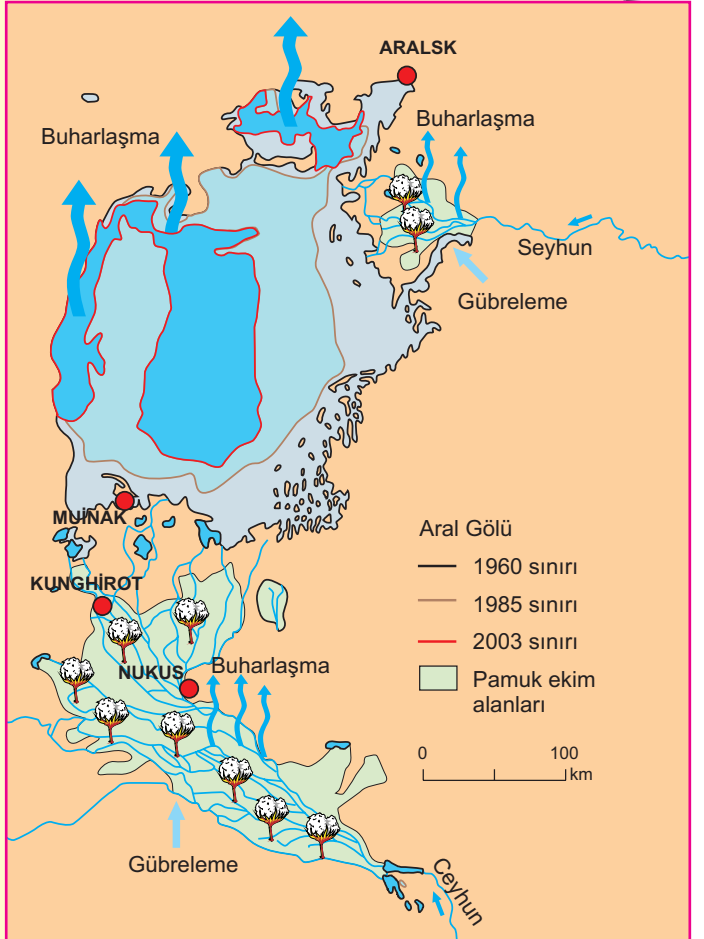 ARALSK
Buharlaşma
Buharlaşma
Seyhun
Gübreleme
MUİNAK
Aral Gölü
1960 sınırı
1985 sınırı
2003 sınırı
Pamuk ekim
alanları
0 100
km
KUNGHİROT
NUKUS
Buharlaşma
Gübreleme
Ceyhun